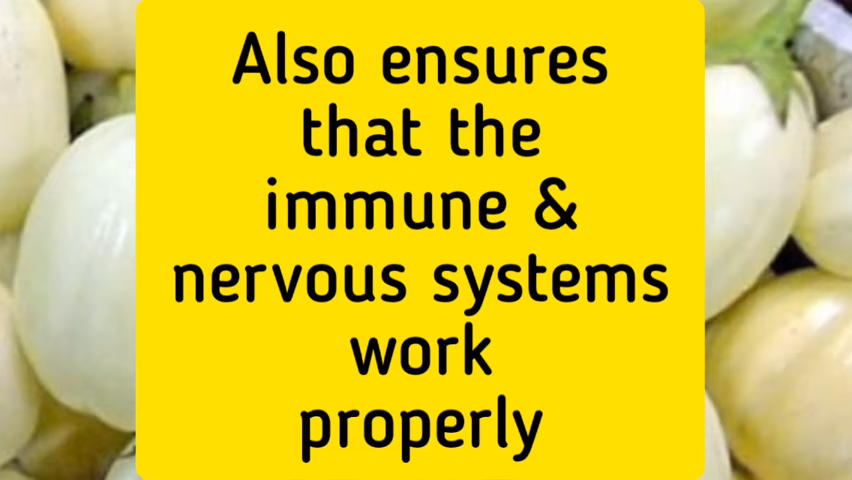 Also ensures
that the
immune &
nervous systems
work
properly